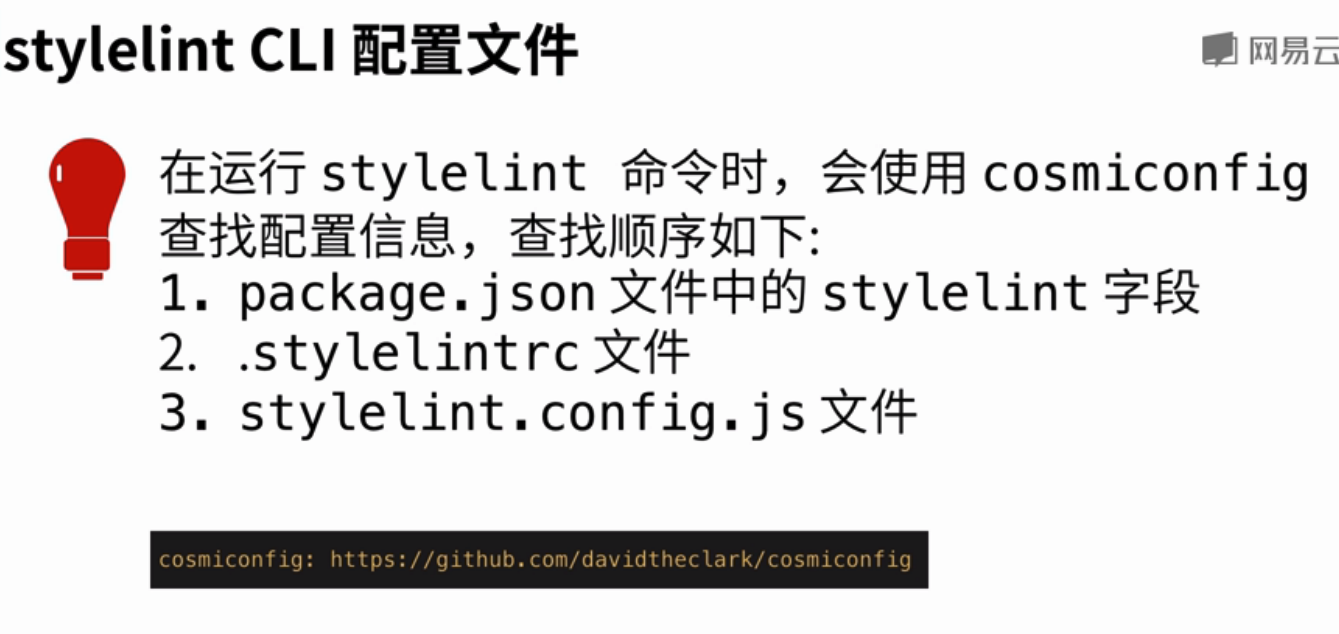 stylelint CLI 配置文件
网易云
在运行 stylelint 命令时，会使用 cosmiconfig
查找配置信息，查找顺序如下:
1. package.json 文件中的 stylelint 字段
2. .stylelintrc 文件
3. stylelint.config.js 文件
cosmiconfig: https://github.com/davidtheclark/cosmiconfig